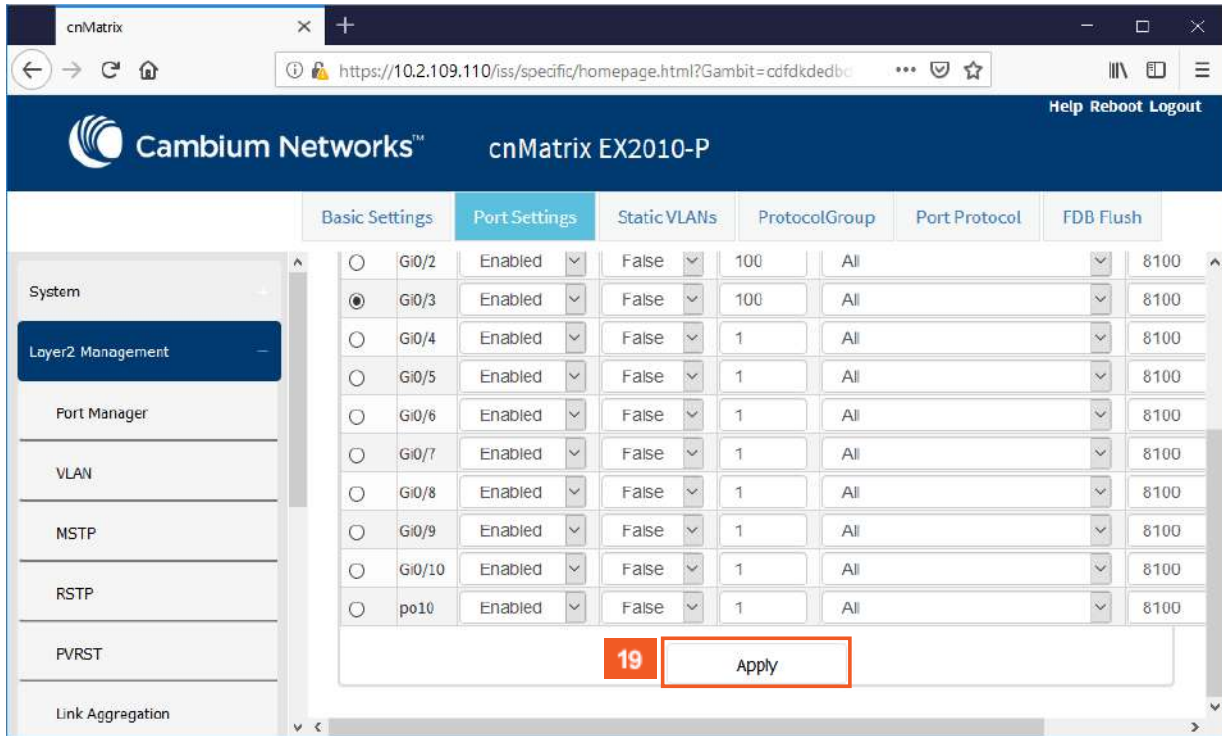 cnMatrix
https://10.2.109.110/iss/specific/homepage.html?Gambit=cdfdkdedb
Help Reboot Logout
Cambium Networks™ cnMatrix EX2010-P
Basic Settings Port Settings Static VLANs ProtocolGroup Port Protocol FDB Flush
System
Layer2 Management
Port Manager
VLAN
MSTP
RSTP
PVRST
Link Aggregation
Gi0/2 Enabled False 100 All 8100
Gi0/3 Enabled False 100 All 8100
Gi0/4 Enabled False 1 All 8100
Gi0/5 Enabled False 1 All 8100
Gi0/6 Enabled False 1 All 8100
Gi0/7 Enabled False 1 All 8100
Gi0/8 Enabled False 1 All 8100
Gi0/9 Enabled False 1 All 8100
Gi0/10 Enabled False 1 All 8100
po10 Enabled False 1 All 8100
19 Apply